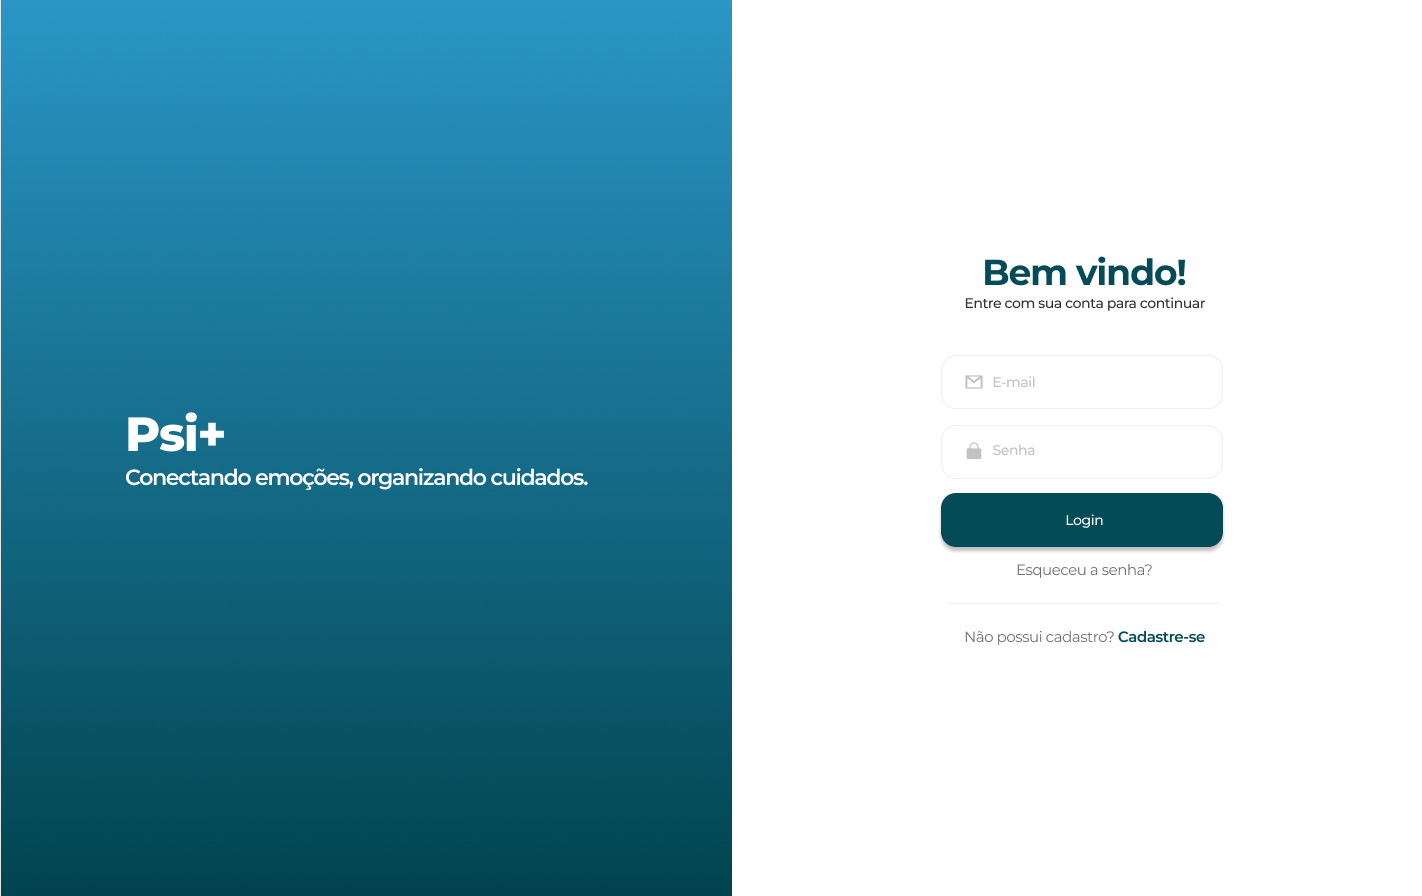 Psi+
Conectando emoções, organizando cuidados.
Bem vindo!
Entre com sua conta para continuar
E-mail
Senha
Login
Esqueceu a senha?
Não possui cadastro? Cadastre-se